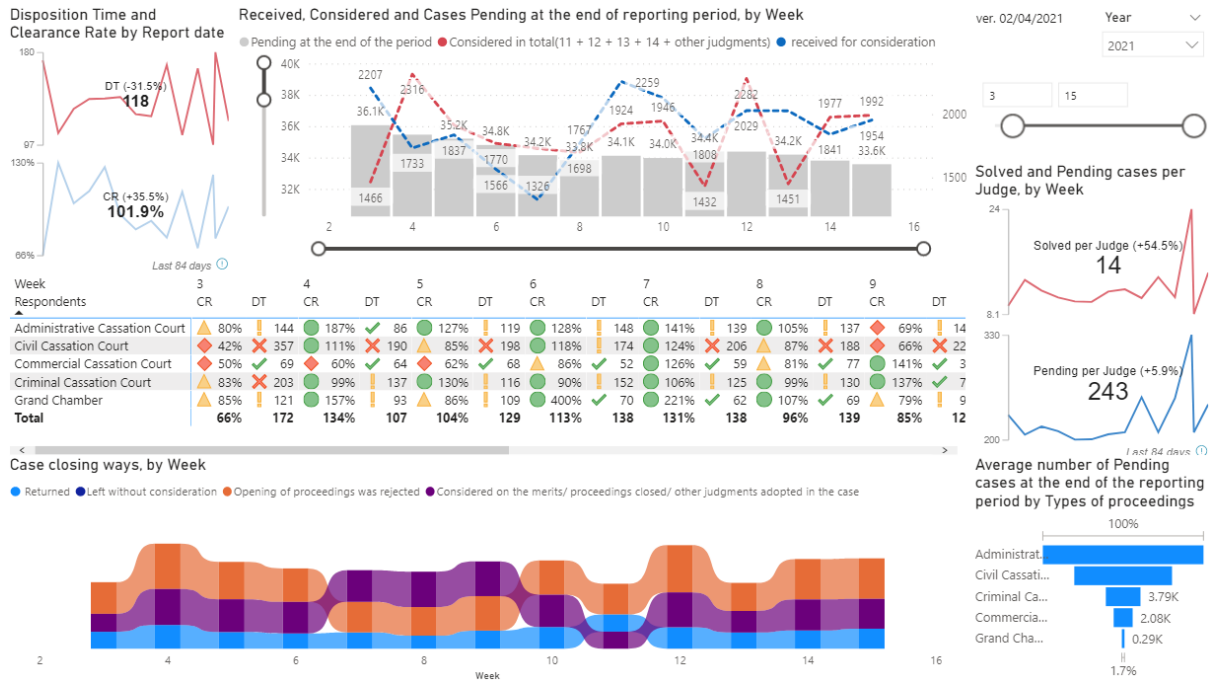 Disposition Time and
Clearance Rate by Report date
180
DT (-31.5%)
118
97
130%
CR (+35.5%)
101.9%
66%
Last 84 days
Received, Considered and Cases Pending at the end of reporting period, by Week
Pending at the end of the period Considered in total(11 + 12 + 13 + 14 + other judgments) received for consideration
40K
38K
36K
34K
32K
2000
1500
2207
2316
2259
2282
36.1K
35.2K
34.8K
34.2K
1767
33.8K
1924
1946
34.1K
34.0K
34.4K
2029
34.2K
1977
1992
1954
33.6K
1466
1733
1837
1770
1566
1326
1698
1808
1432
1451
1841
2 4 6 8 10 12 14 16
ver. 02/04/2021
Year
2021
3 15
Solved and Pending cases per
Judge, by Week
24
Solved per Judge (+54.5%)
14
8.1
330
Pending per Judge (+5.9%)
243
200
Last 84 days
Week 3 4 5 6 7 8 9
Respondents CR DT CR DT CR DT CR DT CR DT CR DT CR DT
Administrative Cassation Court 80% 144 187% 86 127% 119 128% 148 141% 139 105% 137 69% 14
Civil Cassation Court 42% 357 111% 190 85% 198 118% 174 124% 206 87% 188 66% 22
Commercial Cassation Court 50% 69 60% 64 62% 68 86% 52 126% 59 81% 77 141% 3
Criminal Cassation Court 83% 203 99% 137 130% 116 90% 152 106% 125 99% 130 137% 7
Grand Chamber 85% 121 157% 93 86% 109 400% 70 221% 62 107% 69 79% 9
Total 66% 172 134% 107 104% 129 113% 138 131% 138 96% 139 85% 12
Case closing ways, by Week
Returned Left without consideration Opening of proceedings was rejected Considered on the merits/ proceedings closed/ other judgments adopted in the case
2 4 6 8 10 12 14 16
Week
Average number of Pending
cases at the end of the reporting
period by Types of proceedings
100%
Administrat...
Civil Cassati...
Criminal Ca... 3.79K
Commercia... 2.08K
Grand Cha... 0.29K
1.7%